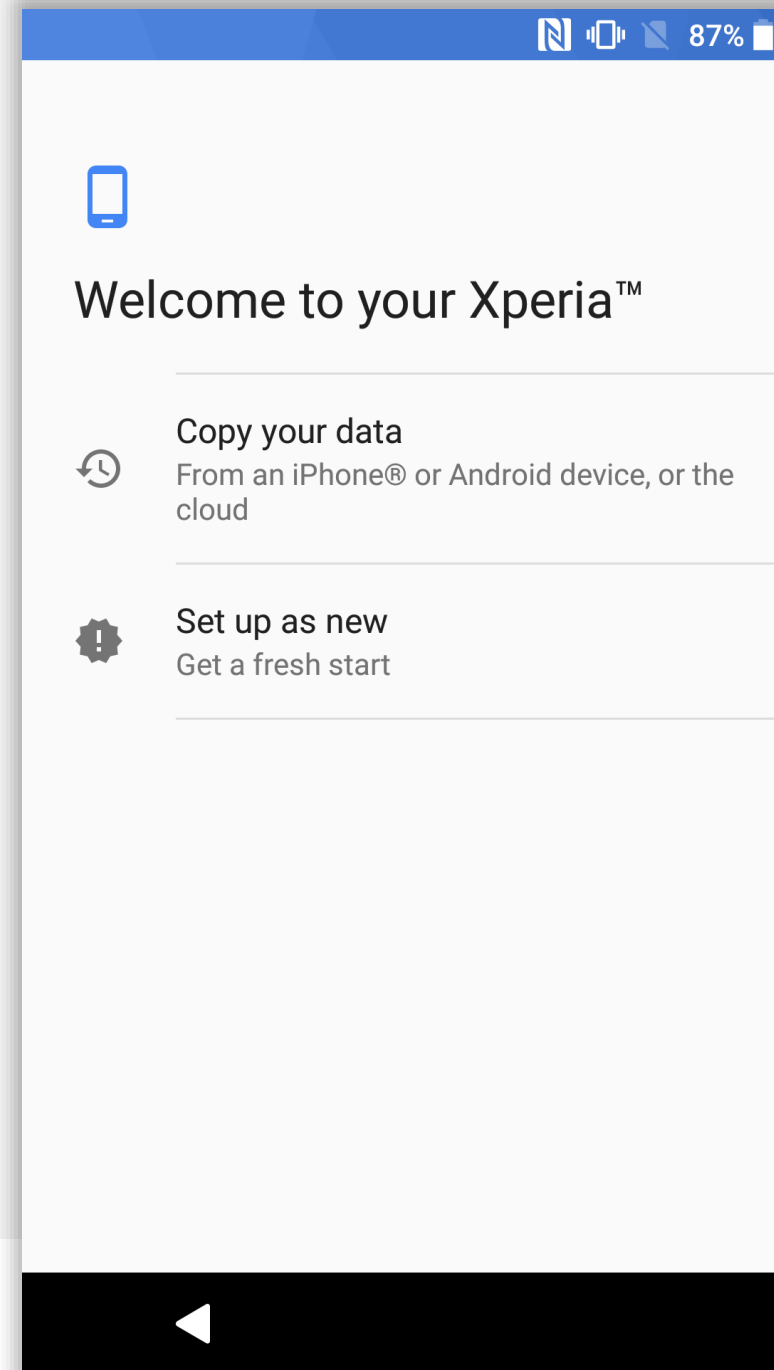 87%
Welcome to your Xperia™
Copy your data
From an iPhone® or Android device, or the
cloud
Set up as new
Get a fresh start